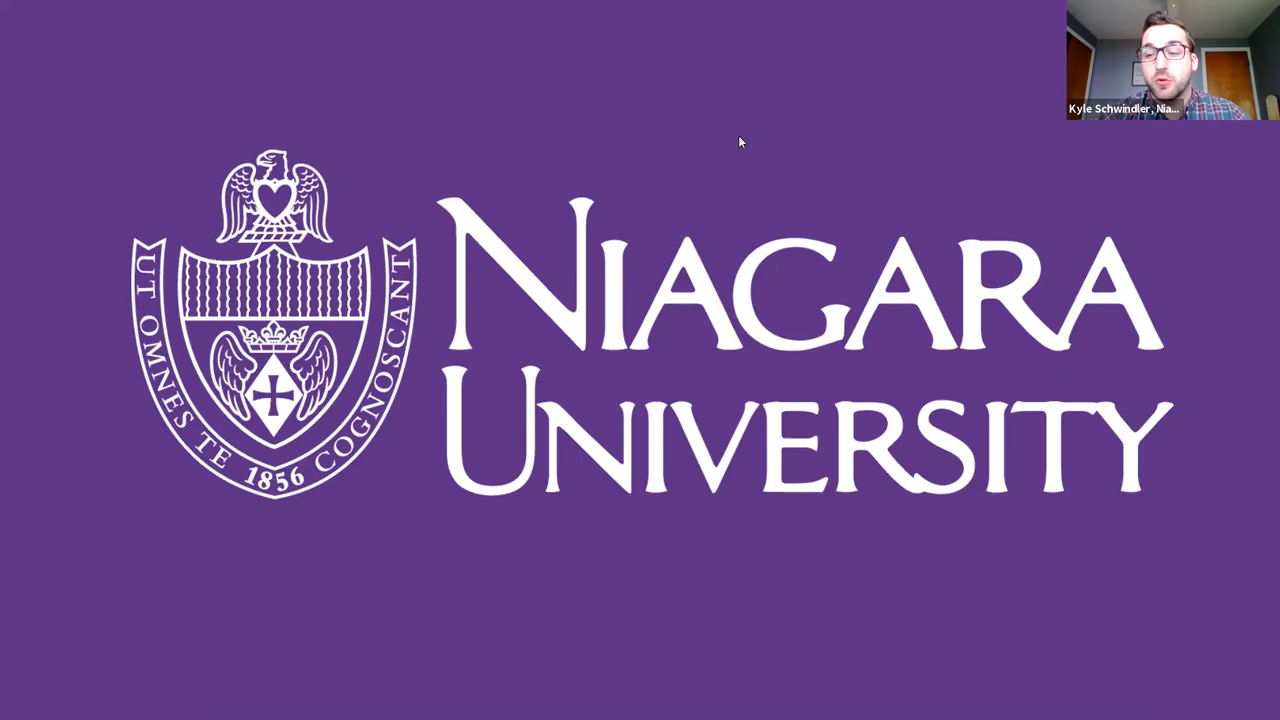 Kyle Schwindler, Nia...
NIAGARA
UNIVERSITY
UT OMNES TE COGNOSCANT
1856